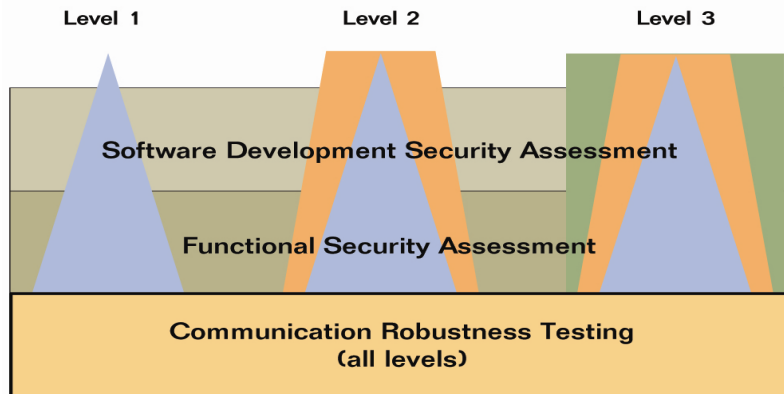 Level 1
Level 2
Level 3
Software Development Security Assessment
Functional Security Assessment
Communication Robustness Testing
(all levels)